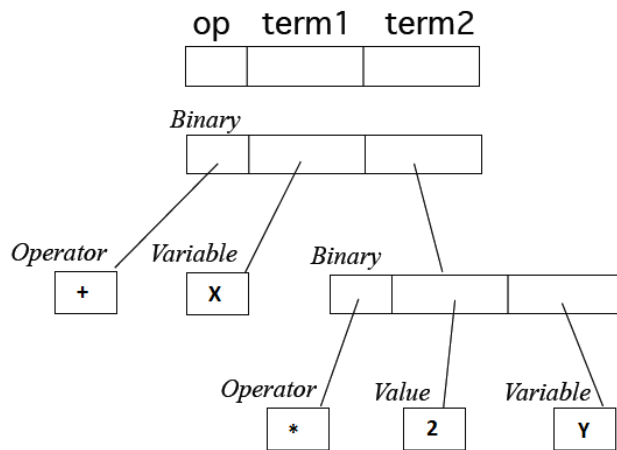 op term1 term2
Binary
Operator Variable Binary
+ X
Operator Value Variable
* 2 Y